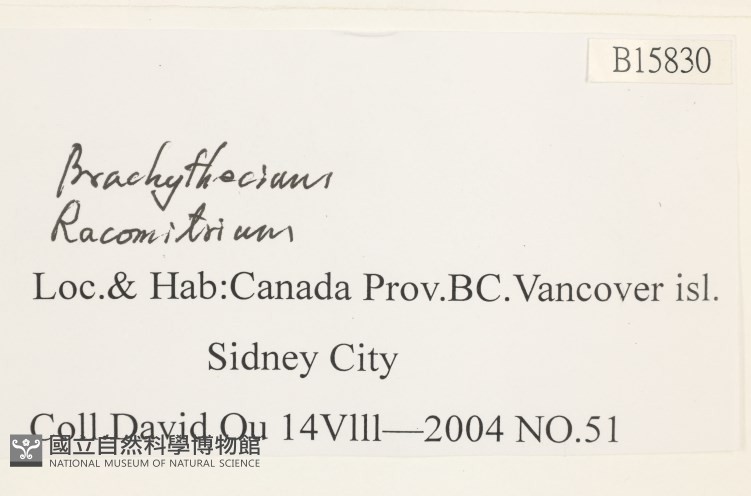 B15830
Brachythecium
Racomitrium
Loc.& Hab:Canada Prov.BC.Vancover isl.
Sidney City
Coll.David Ou 14Vlll—2004 NO.51
國立自然科學博物館
NATIONAL MUSEUM OF NATURAL SCIENCE